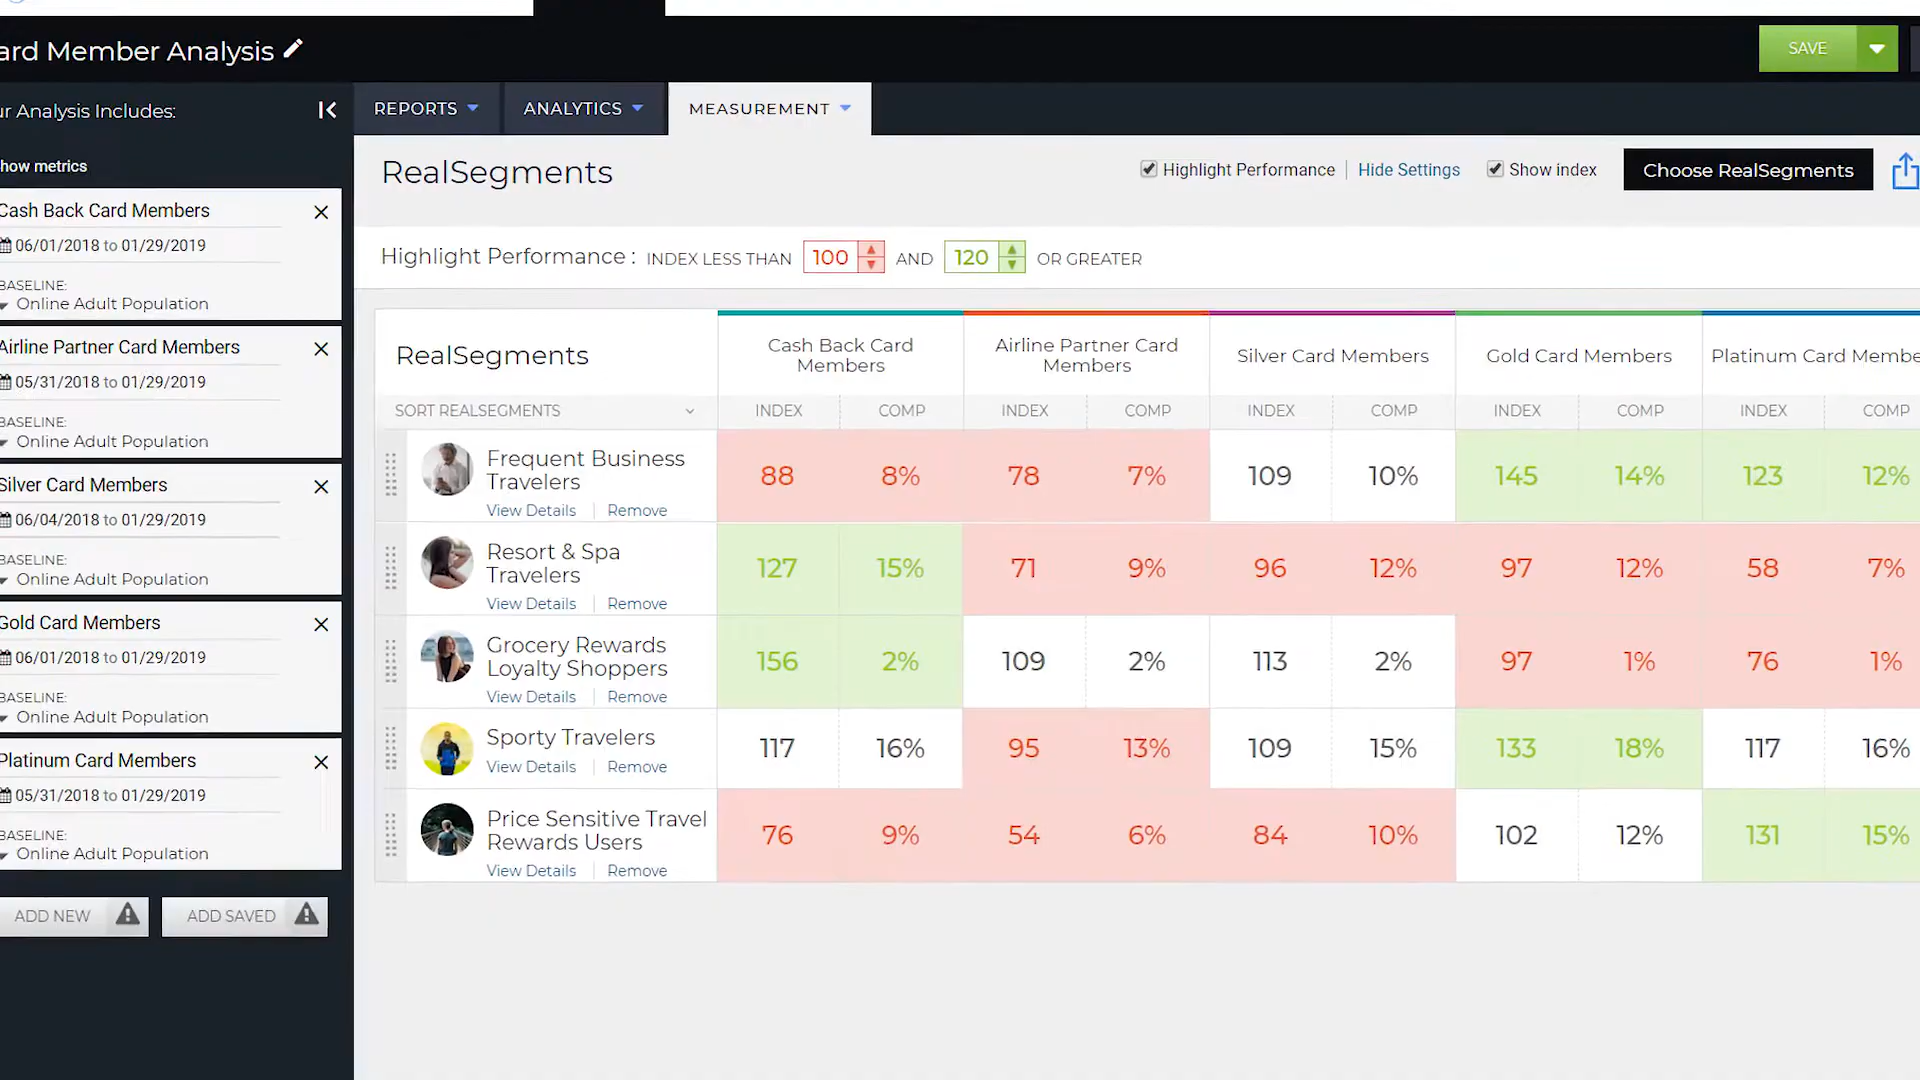 ard Member Analysis
SAVE
ur Analysis Includes:
REPORTS
ANALYTICS
MEASUREMENT
how metrics
RealSegments
Highlight Performance
Hide Settings
Show index
Choose RealSegments
Cash Back Card Members
06/01/2018 to 01/29/2019
BASELINE:
Online Adult Population
Airline Partner Card Members
05/31/2018 to 01/29/2019
BASELINE:
Online Adult Population
Silver Card Members
06/04/2018 to 01/29/2019
BASELINE:
Online Adult Population
Gold Card Members
06/01/2018 to 01/29/2019
BASELINE:
Online Adult Population
Platinum Card Members
05/31/2018 to 01/29/2019
BASELINE:
Online Adult Population
ADD NEW
ADD SAVED
Highlight Performance : INDEX LESS THAN 100 AND 120 OR GREATER
RealSegments
Cash Back Card
Members
Airline Partner Card
Members
Silver Card Members
Gold Card Members
Platinum Card Membe
SORT REALSEGMENTS
INDEX COMP INDEX COMP INDEX COMP INDEX COMP INDEX COMP
Frequent Business
Travelers
View Details Remove
88 8% 78 7% 109 10% 145 14% 123 12%
Resort & Spa
Travelers
View Details Remove
127 15% 71 9% 96 12% 97 12% 58 7%
Grocery Rewards
Loyalty Shoppers
View Details Remove
156 2% 109 2% 113 2% 97 1% 76 1%
Sporty Travelers
View Details Remove
117 16% 95 13% 109 15% 133 18% 117 16%
Price Sensitive Travel
Rewards Users
View Details Remove
76 9% 54 6% 84 10% 102 12% 131 15%